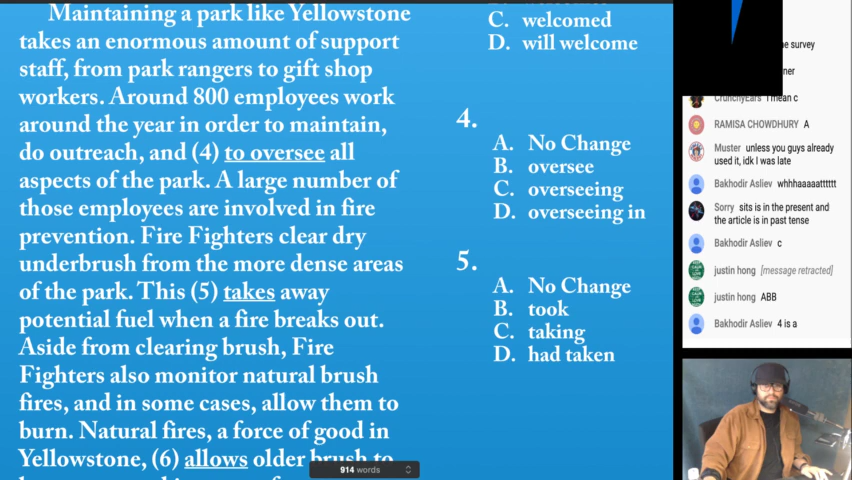 Maintaining a park like Yellowstone
takes an enormous amount of support
staff, from park rangers to gift shop
workers. Around 800 employees work
around the year in order to maintain,
do outreach, and (4) to oversee all
aspects of the park. A large number of
those employees are involved in fire
prevention. Fire Fighters clear dry
underbrush from the more dense areas
of the park. This (5) takes away
potential fuel when a fire breaks out.
Aside from clearing brush, Fire
Fighters also monitor natural brush
fires, and in some cases, allow them to
burn. Natural fires, a force of good in
Yellowstone, (6) allows older brush to
914 words
C. welcomed
D. will welcome
4.
A. No Change
B. oversee
C. overseeing
D. overseeing in
5.
A. No Change
B. took
C. taking
D. had taken
survey
CrunchyEars I mean c
RAMISA CHOWDHURY A
Muster unless you guys already
used it, idk I was late
Bakhodir Asliev whhhaaaaattttt
Sorry sits is in the present and
the article is in past tense
Bakhodir Asliev c
justin hong [message retracted]
justin hong ABB
Bakhodir Asliev 4 is a